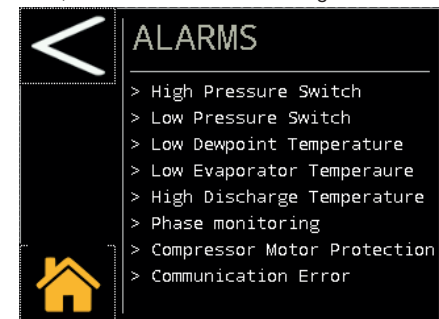 ALARMS
> High Pressure Switch
> Low Pressure Switch
> Low Dewpoint Temperature
> Low Evaporator Temperaure
> High Discharge Temperature
> Phase monitoring
> Compressor Motor Protection
> Communication Error